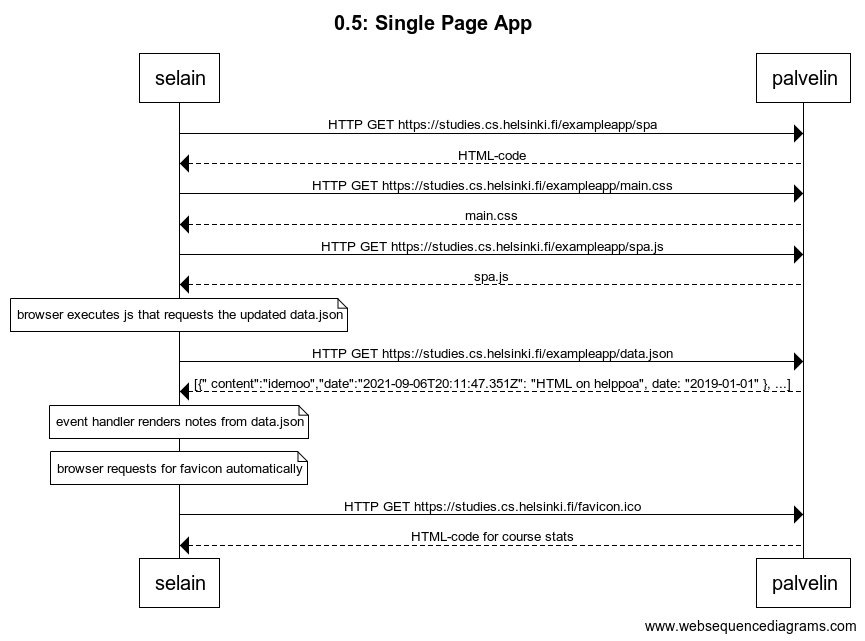 0.5: Single Page App
selain
palvelin
HTTP GET https://studies.cs.helsinki.fi/exampleapp/spa
HTML-code
HTTP GET https://studies.cs.helsinki.fi/exampleapp/main.css
main.css
HTTP GET https://studies.cs.helsinki.fi/exampleapp/spa.js
spa.js
browser executes js that requests the updated data.json
HTTP GET https://studies.cs.helsinki.fi/exampleapp/data.json
[{" content":"idemoo","date":"2021-09-06T20:11:47.351Z": "HTML on helppoa", date: "2019-01-01" }, ...]
event handler renders notes from data.json
browser requests for favicon automatically
HTTP GET https://studies.cs.helsinki.fi/favicon.ico
HTML-code for course stats
selain
palvelin
www.websequencediagrams.com